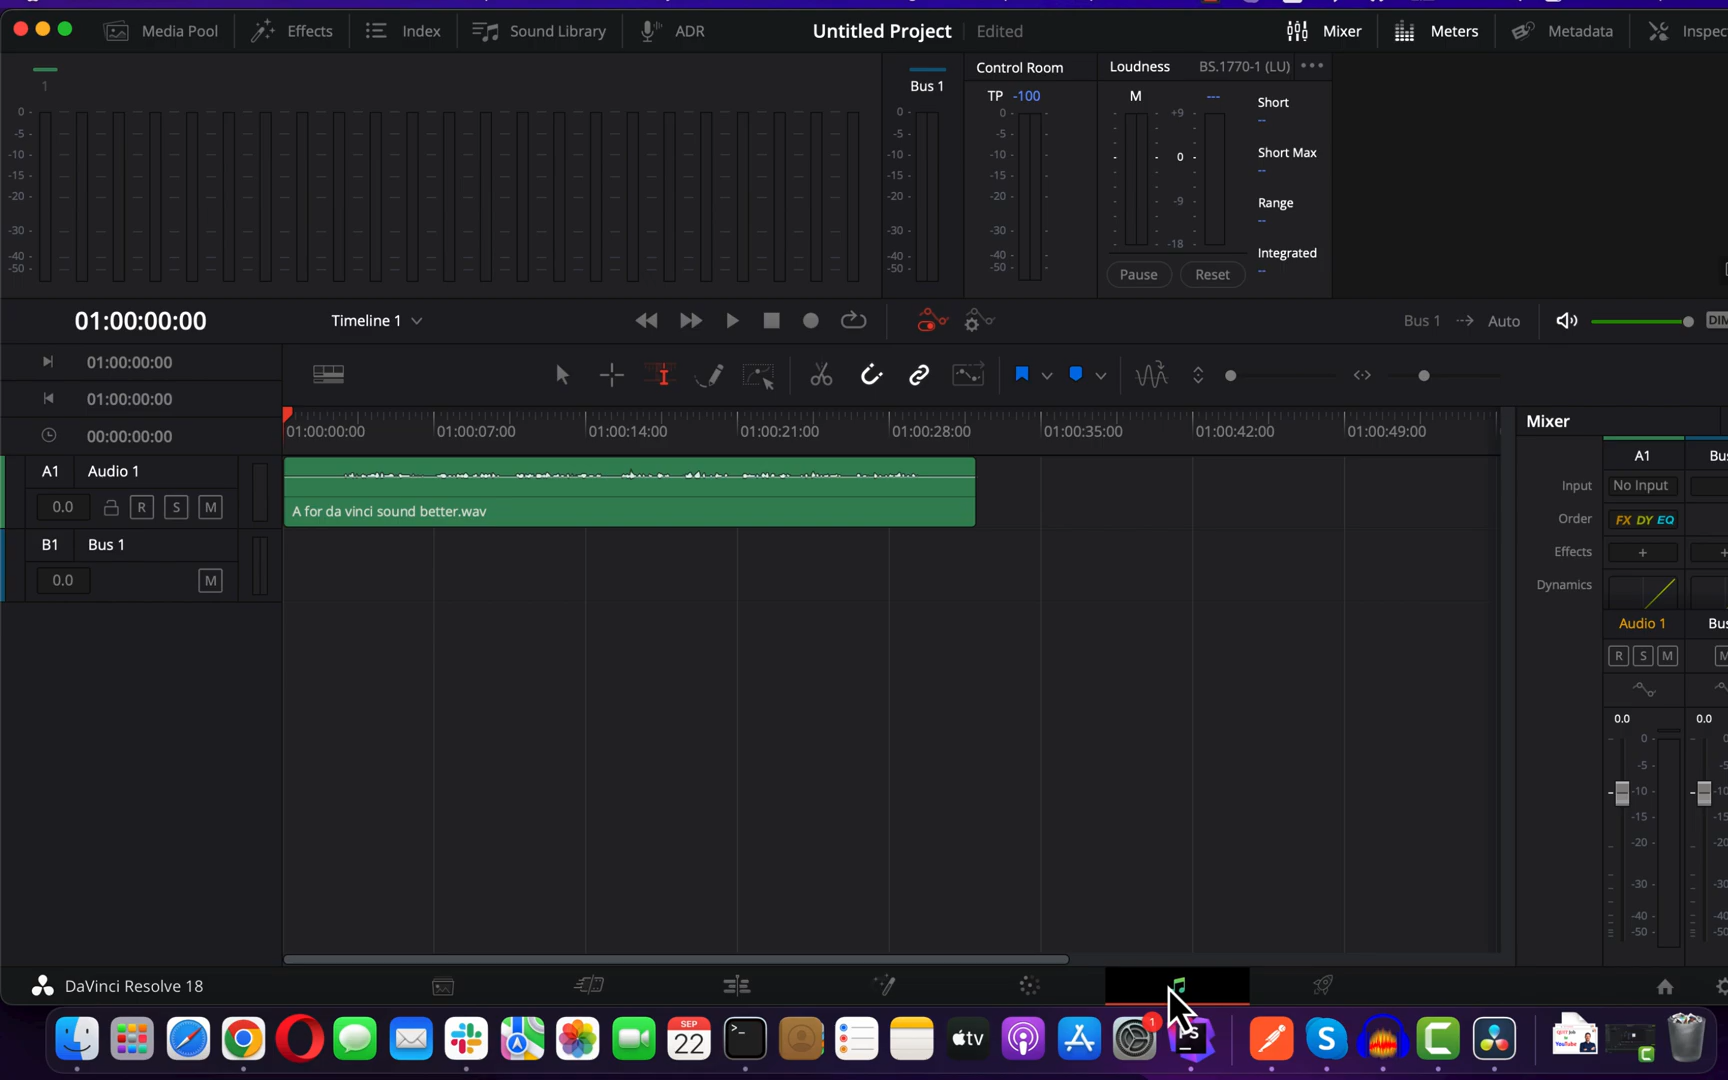 Media Pool Effects Index Sound Library ADR Untitled Project Edited Mixer Meters Metadata Inspec
1 Bus 1 Control Room Loudness BS.1770-1 (LU)
TP -100 M --- Short
--
0 -5 -10 -15 -20 -30 -40 -50
0 -5 -10 -15 -20 -30 -40 -50
0 -5 -10 -15 -20 -30 -40 -50
+9 0 -9 -18
Short Max
--
Range
--
Integrated
--
Pause Reset
01:00:00:00 Timeline 1 Bus 1 Auto DIM
01:00:00:00
01:00:00:00
00:00:00:00
01:00:00:00 01:00:07:00 01:00:14:00 01:00:21:00 01:00:28:00 01:00:35:00 01:00:42:00 01:00:49:00
A1 Audio 1
0.0 R S M
A for da vinci sound better.wav
B1 Bus 1
0.0 M
Mixer
A1 Bus
Input No Input
Order FX DY EQ
Effects + +
Dynamics
Audio 1 Bus
R S M M
0.0 0.0
0 -5 -10 -15 -20 -30 -40 -50
0 -5 -10 -15 -20 -30 -40 -50
DaVinci Resolve 18
SEP
22
tv
1
S